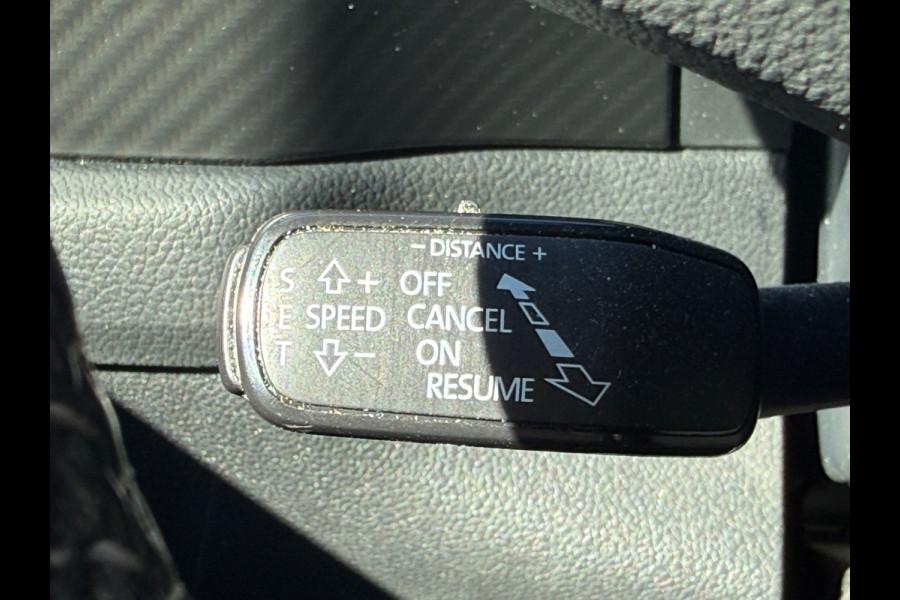 − DISTANCE +
S + OFF
E SPEED CANCEL
T − ON
RESUME